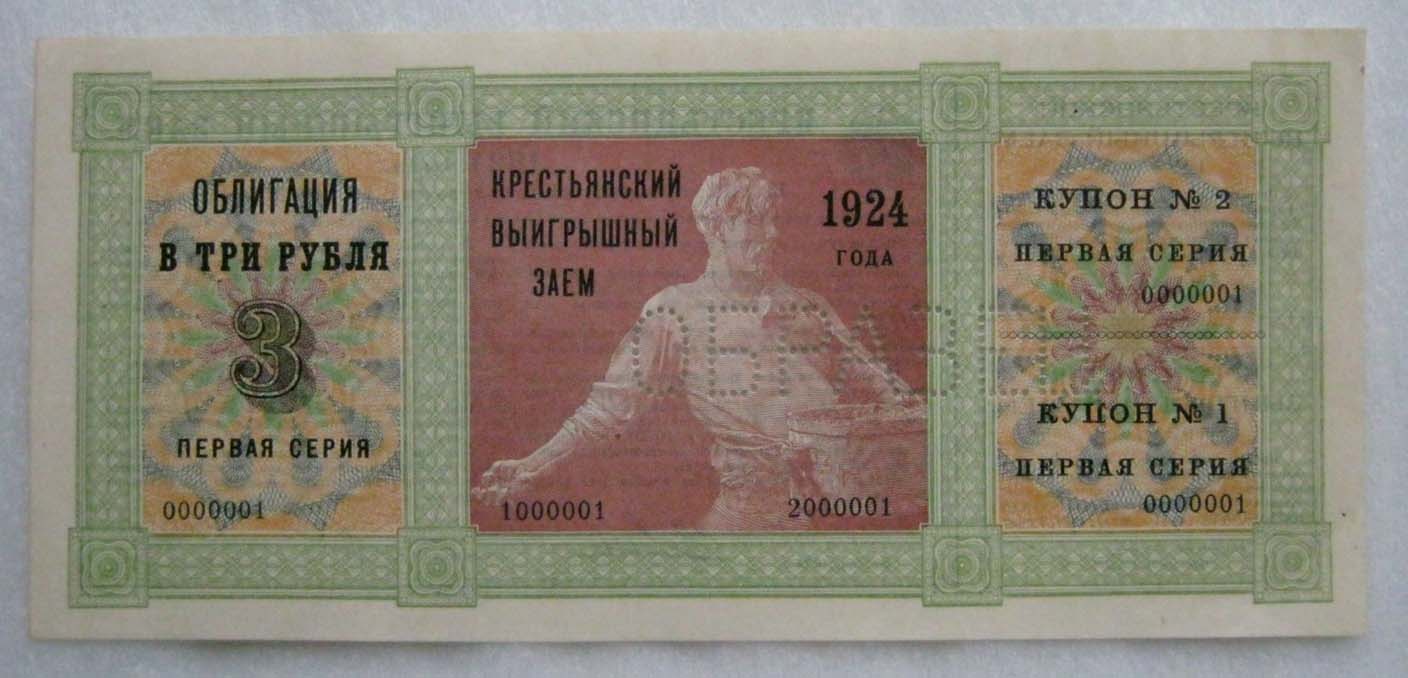 ОБЛИГАЦИЯ
В ТРИ РУБЛЯ
3
ПЕРВАЯ СЕРИЯ
0000001
КРЕСТЬЯНСКИЙ
ВЫИГРЫШНЫЙ
ЗАЕМ
1924
ГОДА
1000001
2000001
КУПОН № 2
ПЕРВАЯ СЕРИЯ
0000001
КУПОН № 1
ПЕРВАЯ СЕРИЯ
0000001